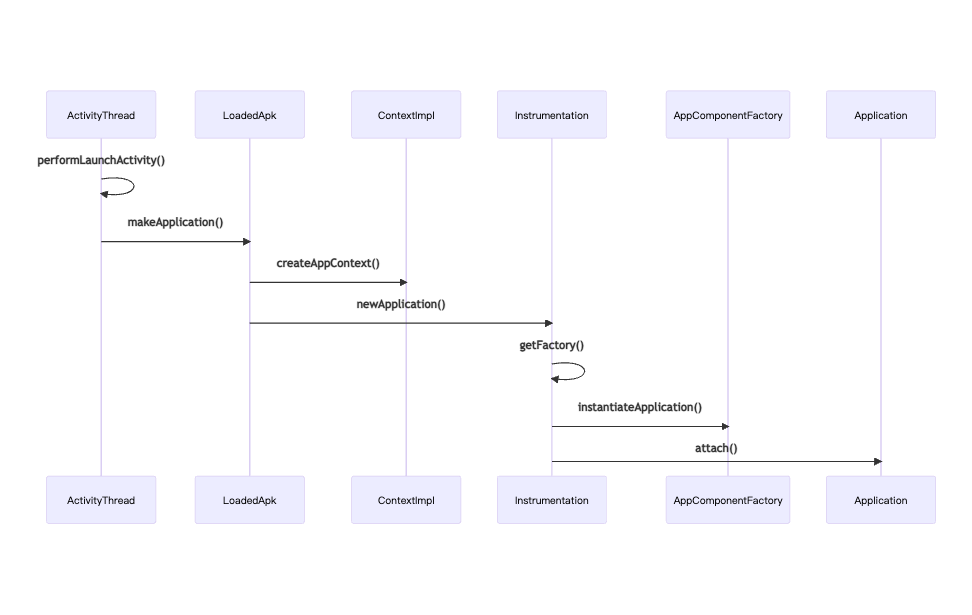 ActivityThread
LoadedApk
ContextImpl
Instrumentation
AppComponentFactory
Application
performLaunchActivity()
makeApplication()
createAppContext()
newApplication()
getFactory()
instantiateApplication()
attach()
ActivityThread
LoadedApk
ContextImpl
Instrumentation
AppComponentFactory
Application